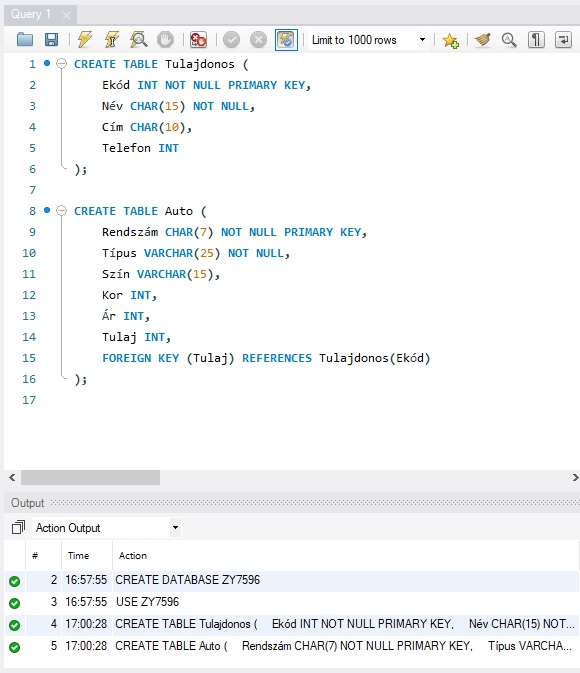 Query 1
Limit to 1000 rows
1 CREATE TABLE Tulajdonos (
2 Ekód INT NOT NULL PRIMARY KEY,
3 Név CHAR(15) NOT NULL,
4 Cím CHAR(10),
5 Telefon INT
6 );
7
8 CREATE TABLE Auto (
9 Rendszám CHAR(7) NOT NULL PRIMARY KEY,
10 Típus VARCHAR(25) NOT NULL,
11 Szín VARCHAR(15),
12 Kor INT,
13 Ár INT,
14 Tulaj INT,
15 FOREIGN KEY (Tulaj) REFERENCES Tulajdonos(Ekód)
16 );
17
Output
Action Output
# Time Action
2 16:57:55 CREATE DATABASE ZY7596
3 16:57:55 USE ZY7596
4 17:00:28 CREATE TABLE Tulajdonos ( Ekód INT NOT NULL PRIMARY KEY, Név CHAR(15) NOT...
5 17:00:28 CREATE TABLE Auto ( Rendszám CHAR(7) NOT NULL PRIMARY KEY, Típus VARCHA...